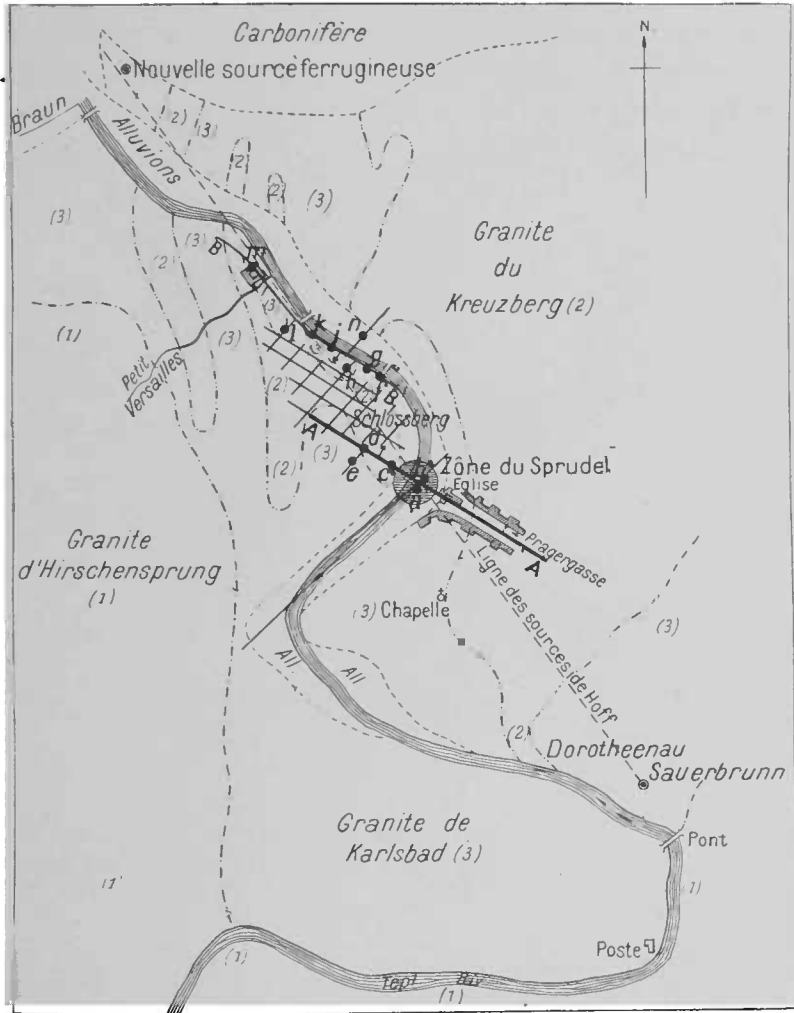 Carbonifère
N
Nouvelle source ferrugineuse
Braun
Alluvions
(2)
(3)
(2)
(2)
(3)
(3)
(3)
(2)
B
m
(3)
Granite
du
Kreuzberg (2)
(1)
(3)
Petit
Versailles
l
k
i
n
h
g
f
B
(2)
Schlossberg
A
d
(3)
e
c
b
a
(2)
Zône du Sprudel
Eglise
Pragergasse
A
Granite
d'Hirschensprung
(1)
Ligne des sources de Hoff
(3) Chapelle
(3)
All
All
(2)
Dorotheenau
Sauerbrunn
Granite de
Karlsbad (3)
Pont
(1)
1)
Poste
(1)
Tepl Riv
(1)